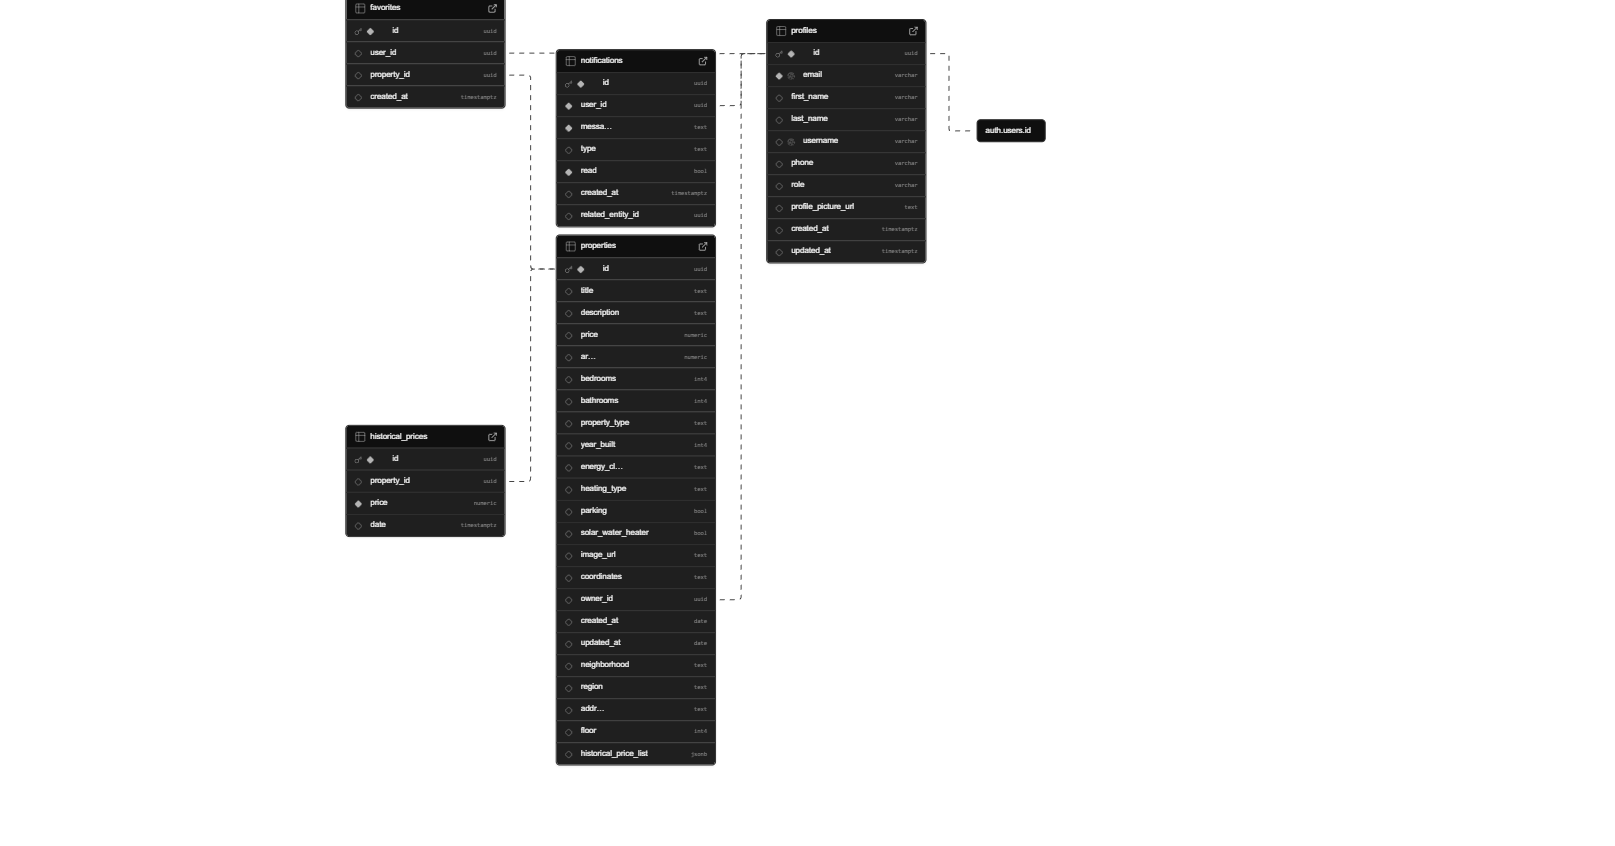 favorites
id uuid
user_id uuid
property_id uuid
created_at timestamptz
notifications
id uuid
user_id uuid
messa... text
type text
read bool
created_at timestamptz
related_entity_id uuid
properties
id uuid
title text
description text
price numeric
ar... numeric
bedrooms int4
bathrooms int4
property_type text
year_built int4
energy_cl... text
heating_type text
parking bool
solar_water_heater bool
image_url text
coordinates text
owner_id uuid
created_at date
updated_at date
neighborhood text
region text
addr... text
floor int4
historical_price_list jsonb
historical_prices
id uuid
property_id uuid
price numeric
date timestamptz
profiles
id uuid
email varchar
first_name varchar
last_name varchar
username varchar
phone varchar
role varchar
profile_picture_url text
created_at timestamptz
updated_at timestamptz
auth.users.id